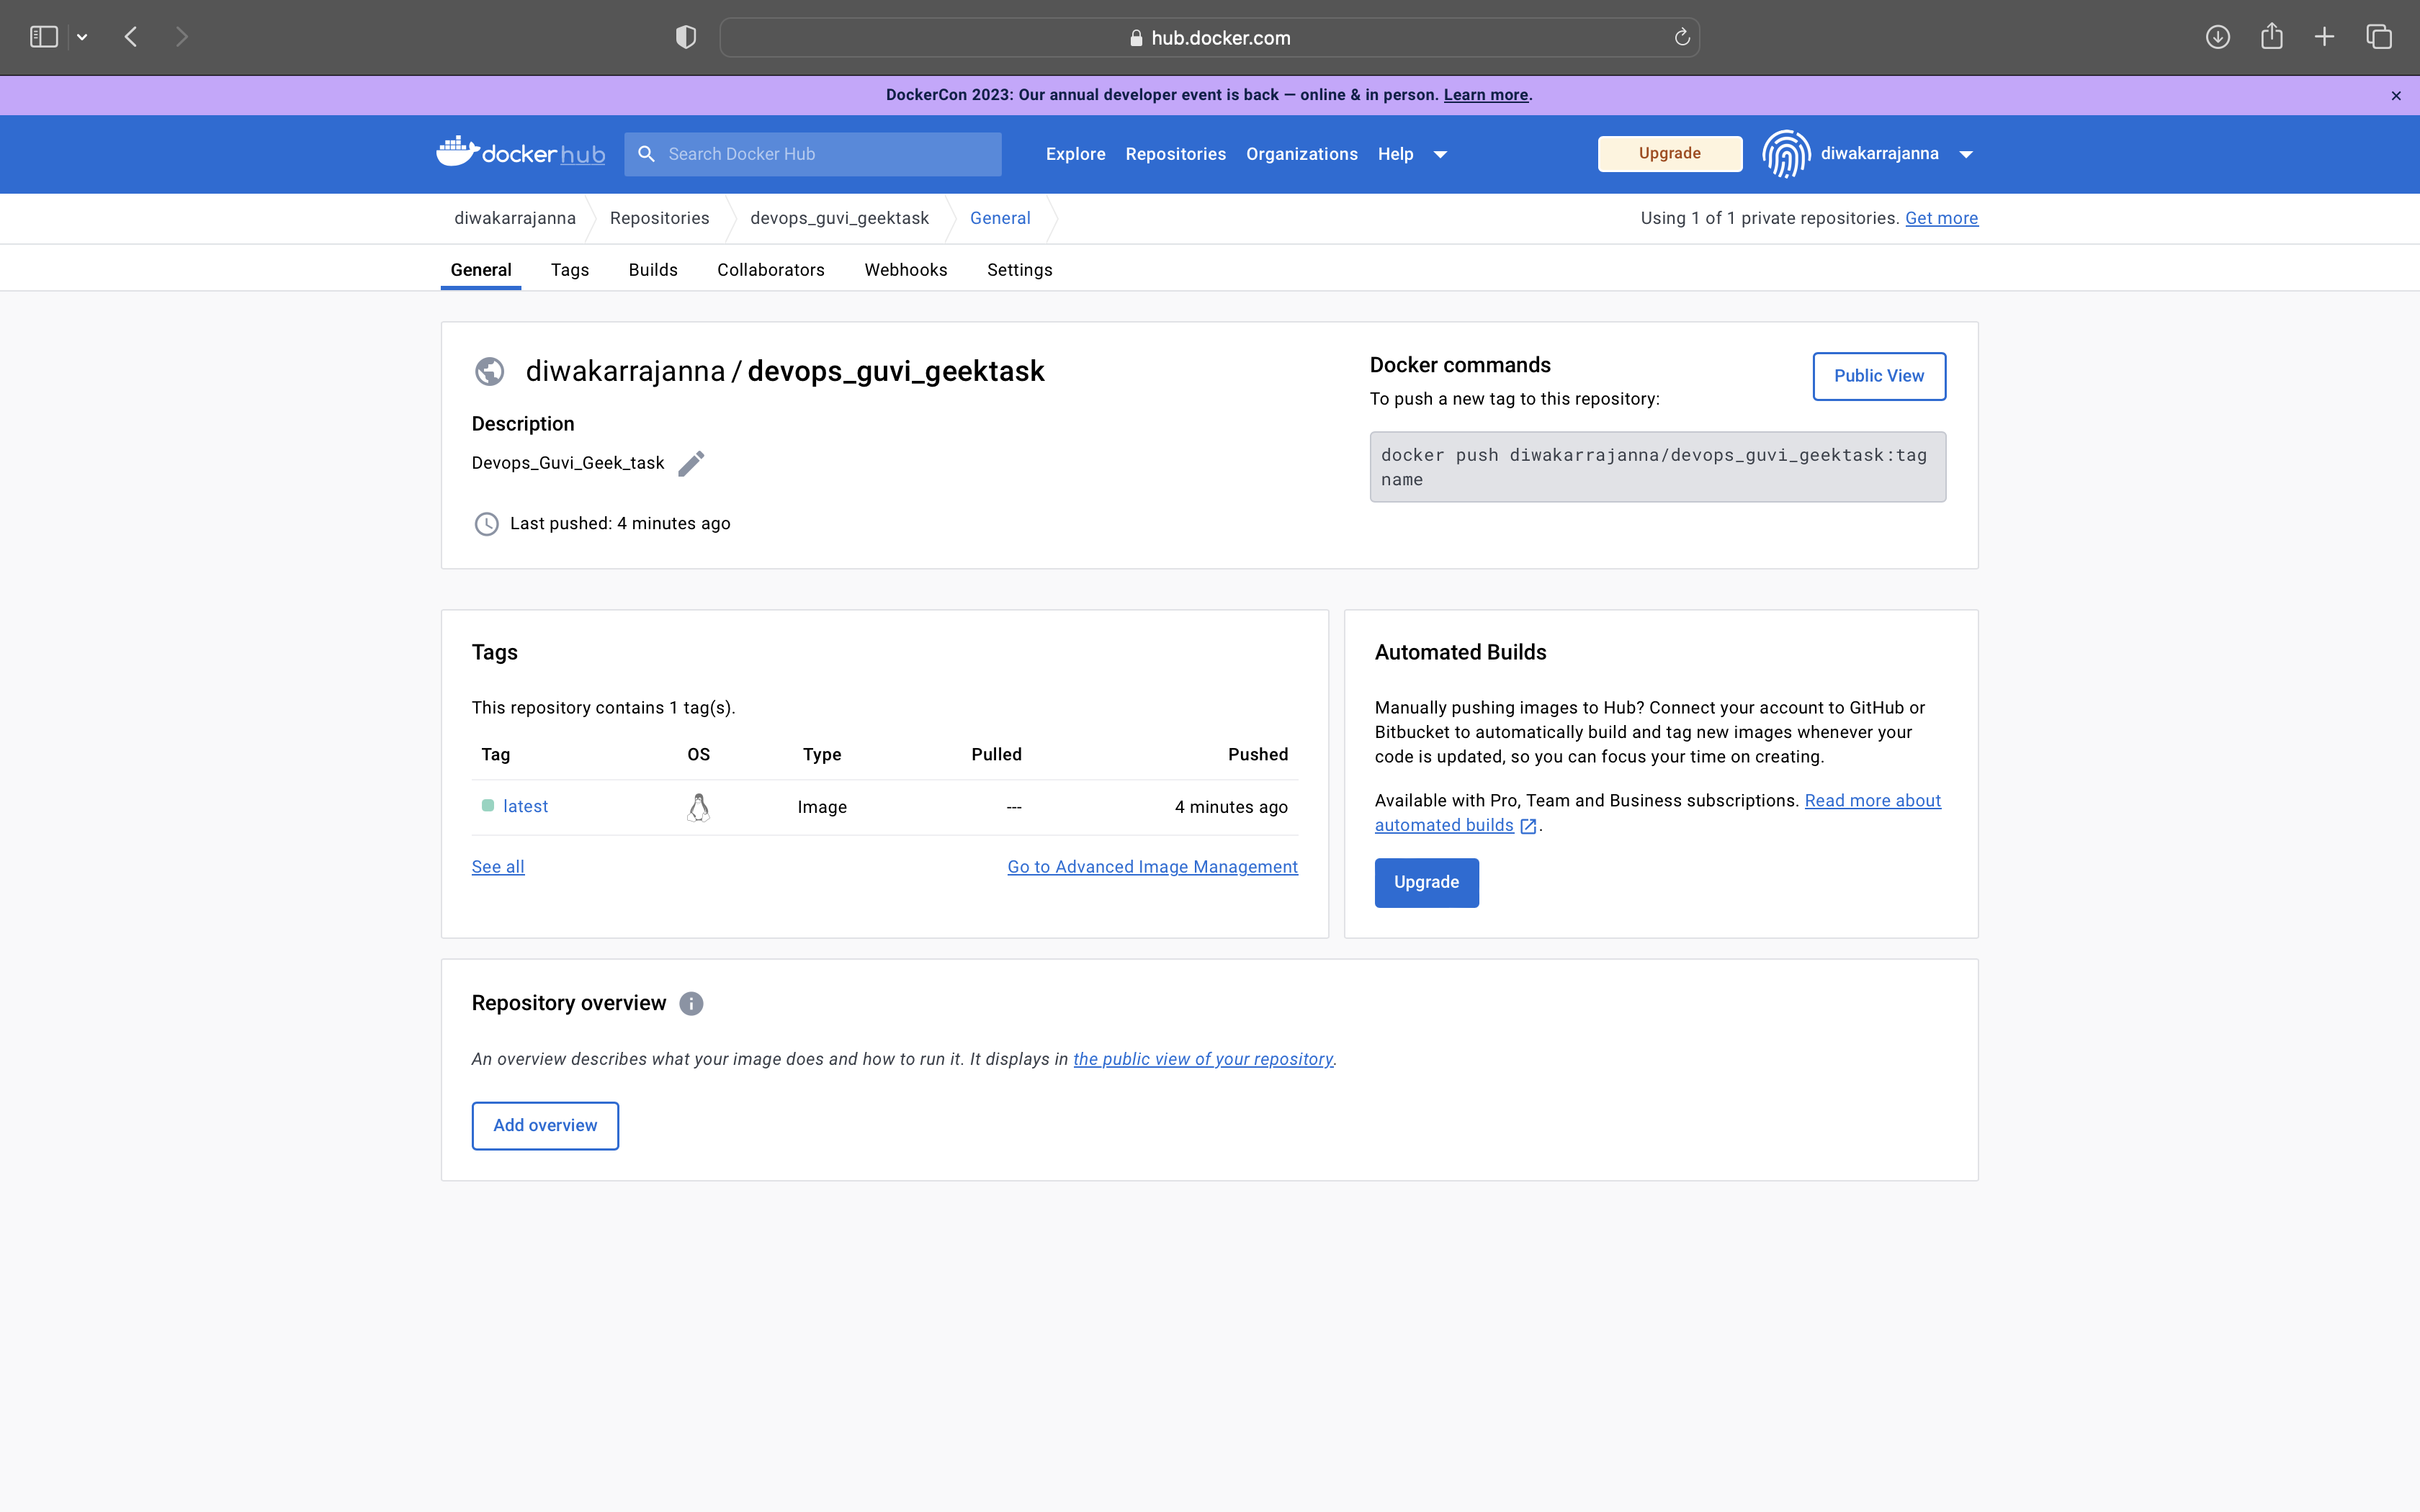 hub.docker.com
DockerCon 2023: Our annual developer event is back — online & in person. Learn more.
docker hub Search Docker Hub Explore Repositories Organizations Help Upgrade diwakarrajanna
diwakarrajanna Repositories devops_guvi_geektask General Using 1 of 1 private repositories. Get more
General Tags Builds Collaborators Webhooks Settings
diwakarrajanna / devops_guvi_geektask
Description
Devops_Guvi_Geek_task
Last pushed: 4 minutes ago
Docker commands
Public View
To push a new tag to this repository:
docker push diwakarrajanna/devops_guvi_geektask:tag
name
Tags
This repository contains 1 tag(s).
Tag OS Type Pulled Pushed
latest Image --- 4 minutes ago
See all Go to Advanced Image Management
Automated Builds
Manually pushing images to Hub? Connect your account to GitHub or
Bitbucket to automatically build and tag new images whenever your
code is updated, so you can focus your time on creating.
Available with Pro, Team and Business subscriptions. Read more about
automated builds .
Upgrade
Repository overview
An overview describes what your image does and how to run it. It displays in the public view of your repository.
Add overview